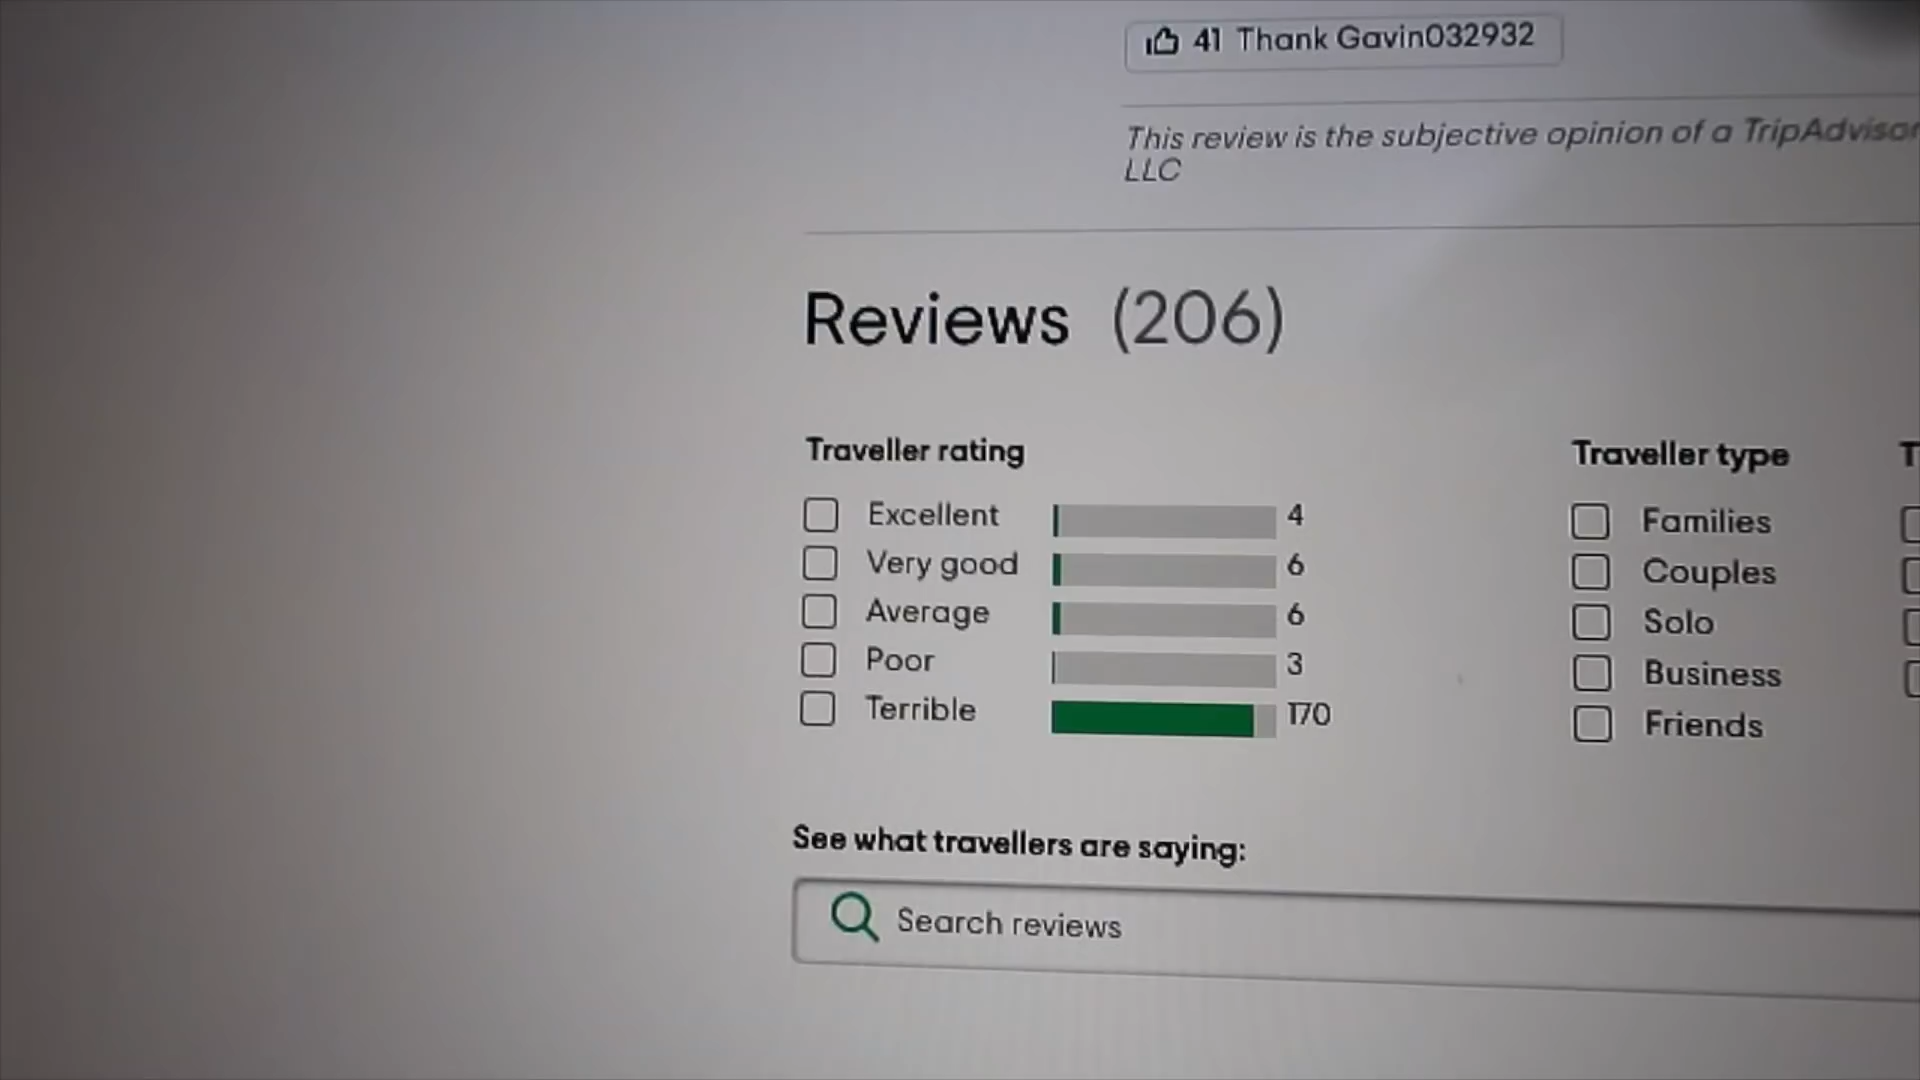 41 Thank Gavin032932
This review is the subjective opinion of a TripAdvisor
LLC
Reviews (206)
Traveller rating
Excellent 4
Very good 6
Average 6
Poor 3
Terrible 170
Traveller type
Families
Couples
Solo
Business
Friends
T
See what travellers are saying:
Search reviews